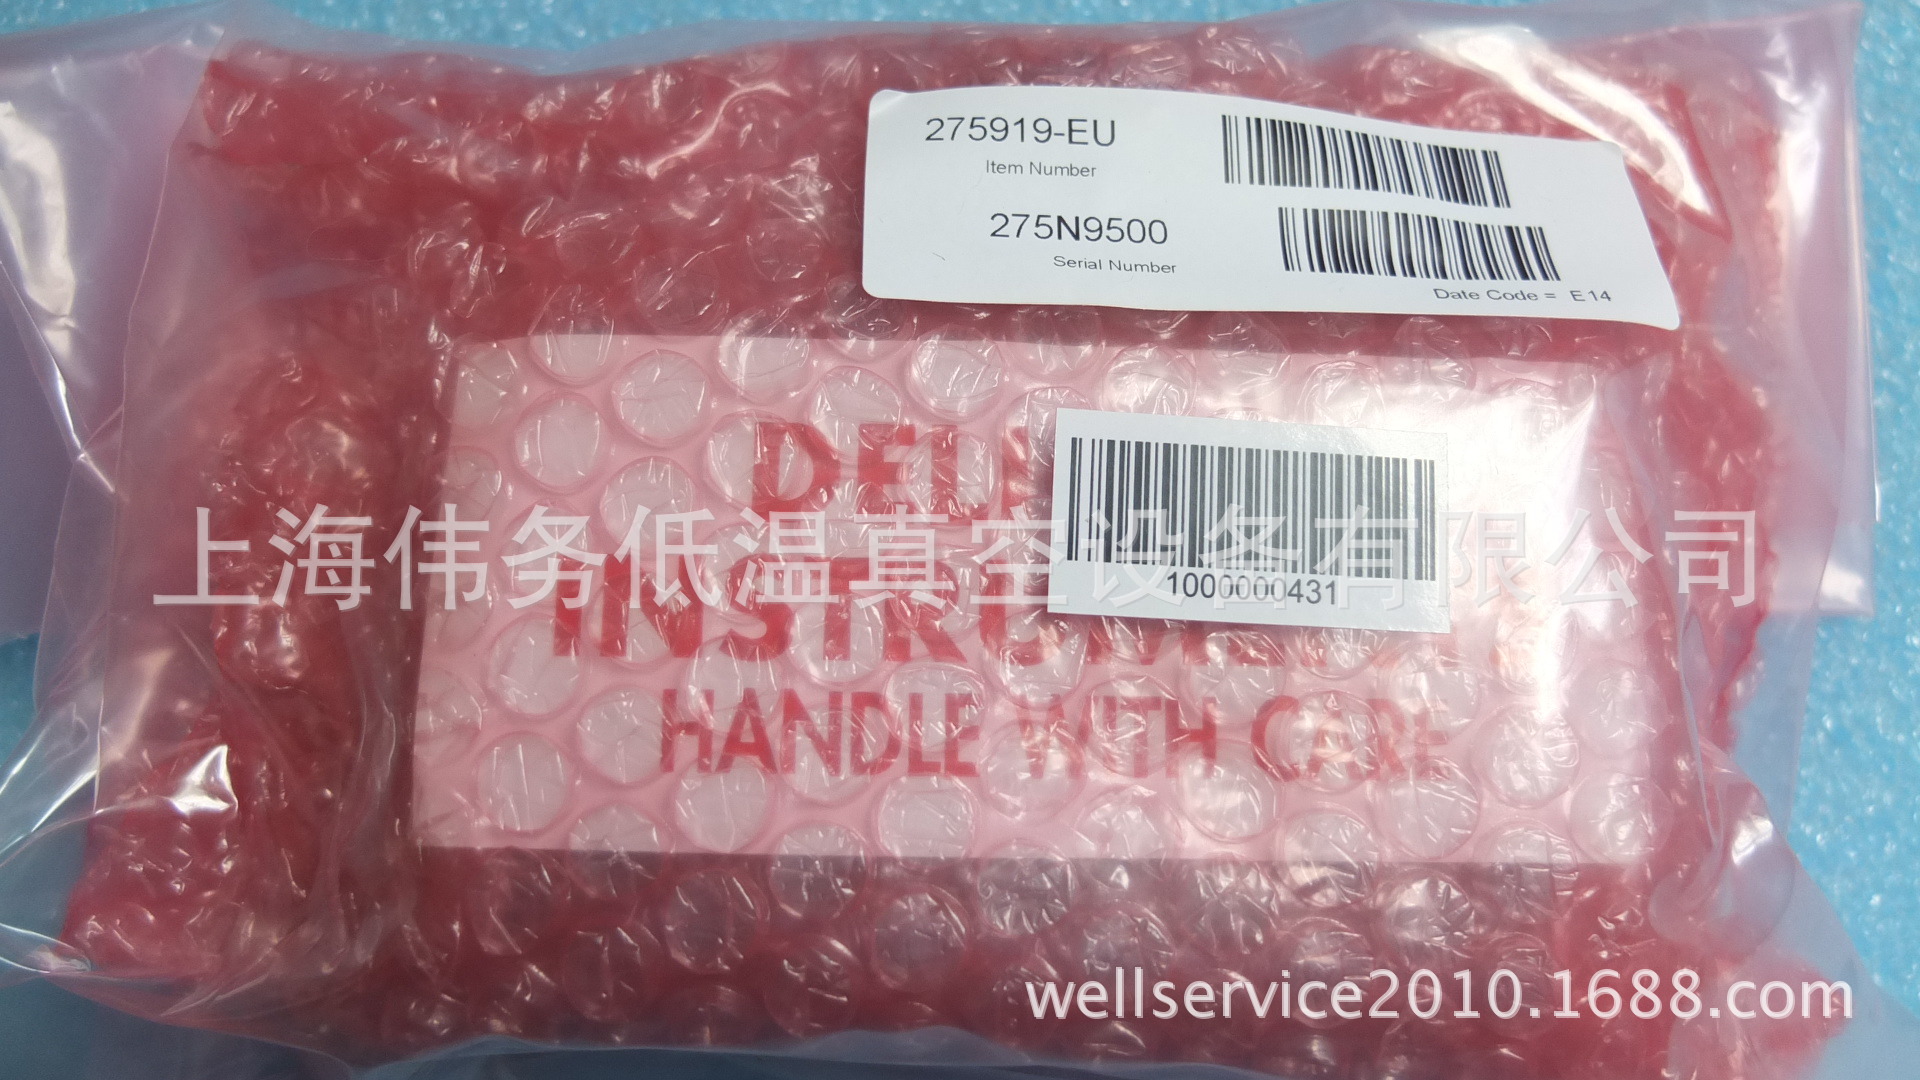 275919-EU
Item Number
275N9500
Serial Number
Date Code = E14
1000000431
HANDLE WITH CARE
上海伟务低温真空设备有限公司
wellservice2010.1688.com